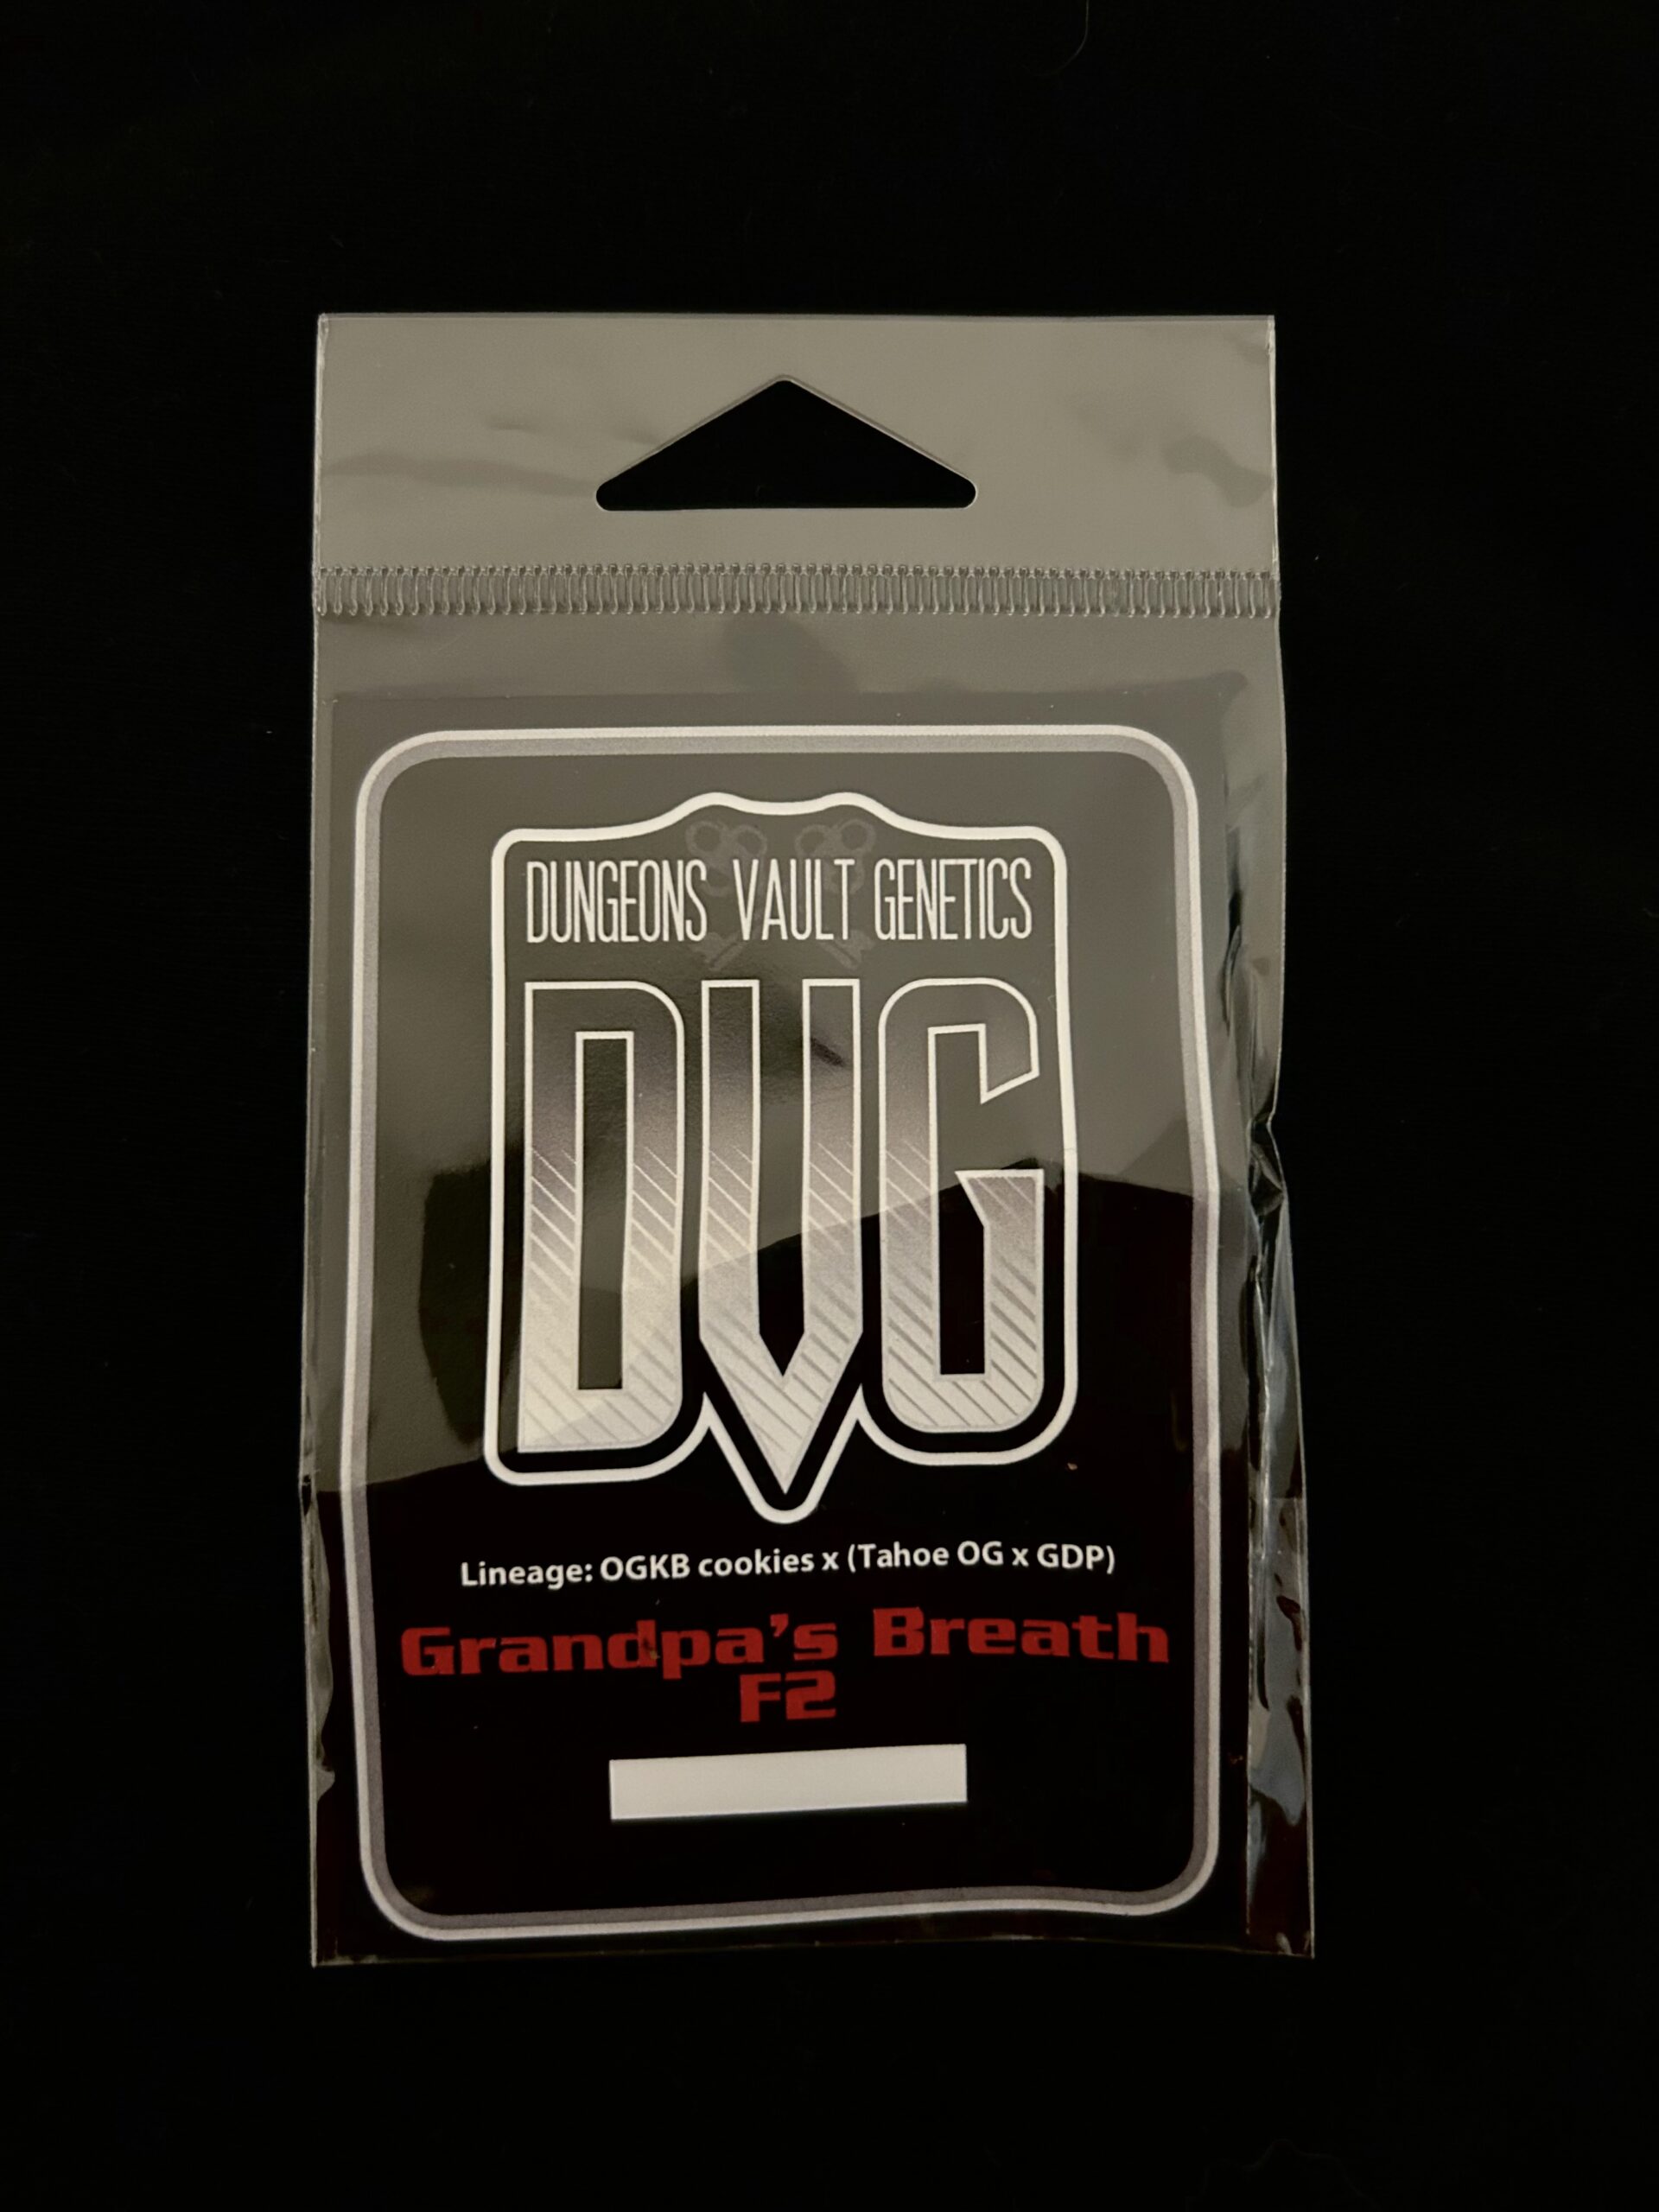 DUNGEONS VAULT GENETICS
DVG
Lineage: OGKB cookies x (Tahoe OG x GDP)
Grandpa's Breath
F2